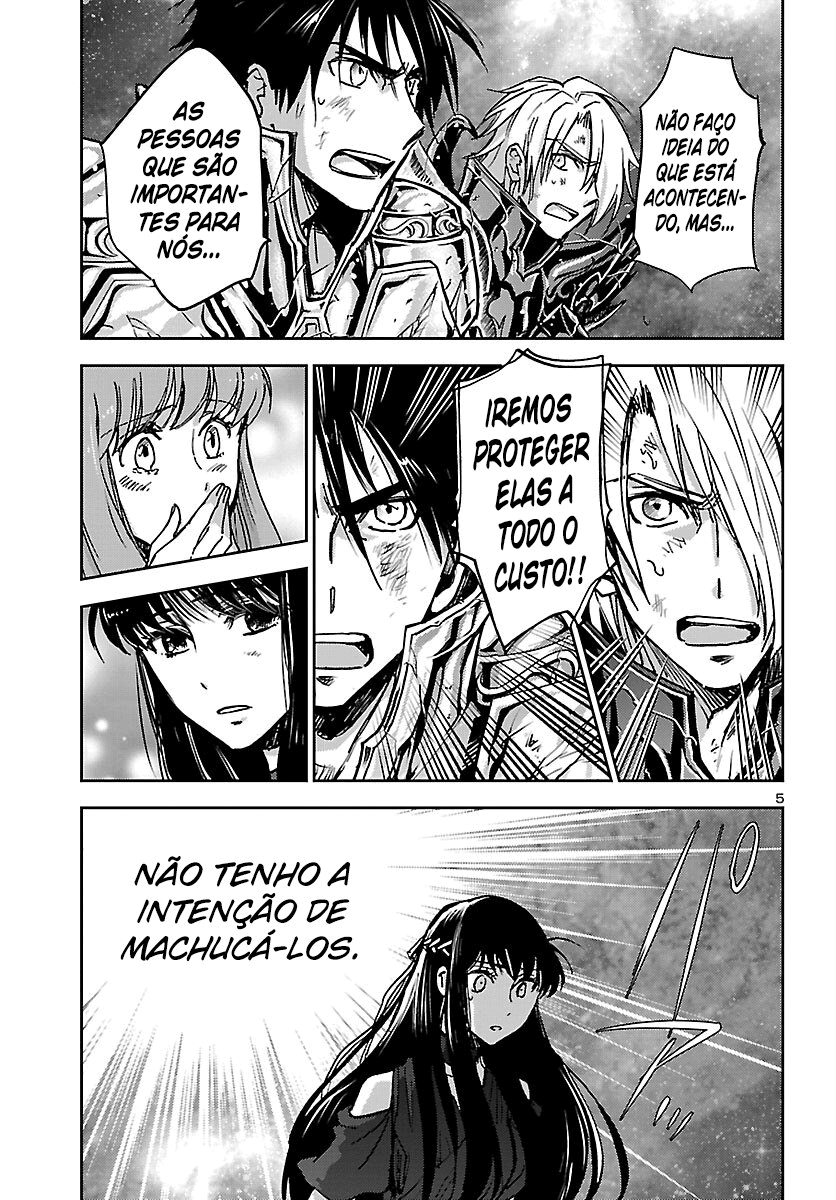 NÃO FAÇO
IDEIA DO
QUE ESTÁ
ACONTECEN-
DO, MAS...
AS
PESSOAS
QUE SÃO
IMPORTAN-
TES PARA
NÓS...
IREMOS
PROTEGER
ELAS A
TODO O
CUSTO!!
5
NÃO TENHO A
INTENÇÃO DE
MACHUCÁ-LOS.